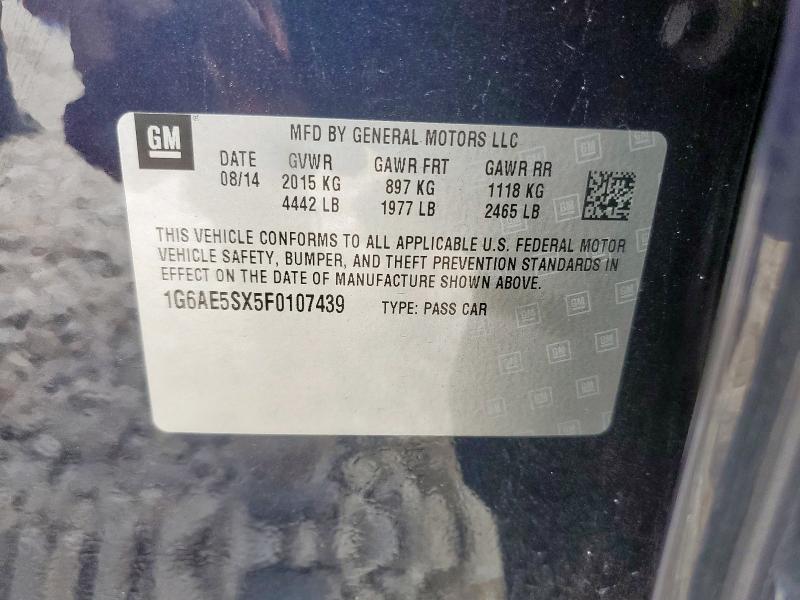 GM
MFD BY GENERAL MOTORS LLC
DATE GVWR GAWR FRT GAWR RR
08/14 2015 KG 897 KG 1118 KG
4442 LB 1977 LB 2465 LB
THIS VEHICLE CONFORMS TO ALL APPLICABLE U.S. FEDERAL MOTOR
VEHICLE SAFETY, BUMPER, AND THEFT PREVENTION STANDARDS IN
EFFECT ON THE DATE OF MANUFACTURE SHOWN ABOVE.
1G6AE5SX5F0107439 TYPE: PASS CAR